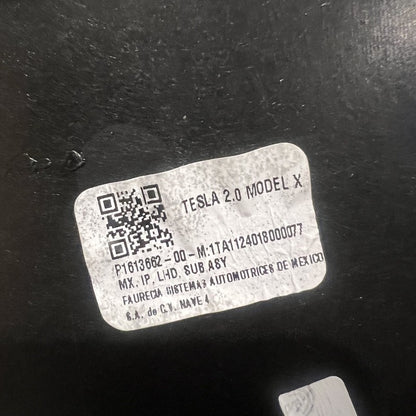 TESLA 2.0 MODEL X
P1613662-00-M:1TA1124018000077
MX, IP, LHD, SUB.ASY
FAURECIA SISTEMAS AUTOMOTRICES DE MEXICO
S.A. de C.V. NAVE 4